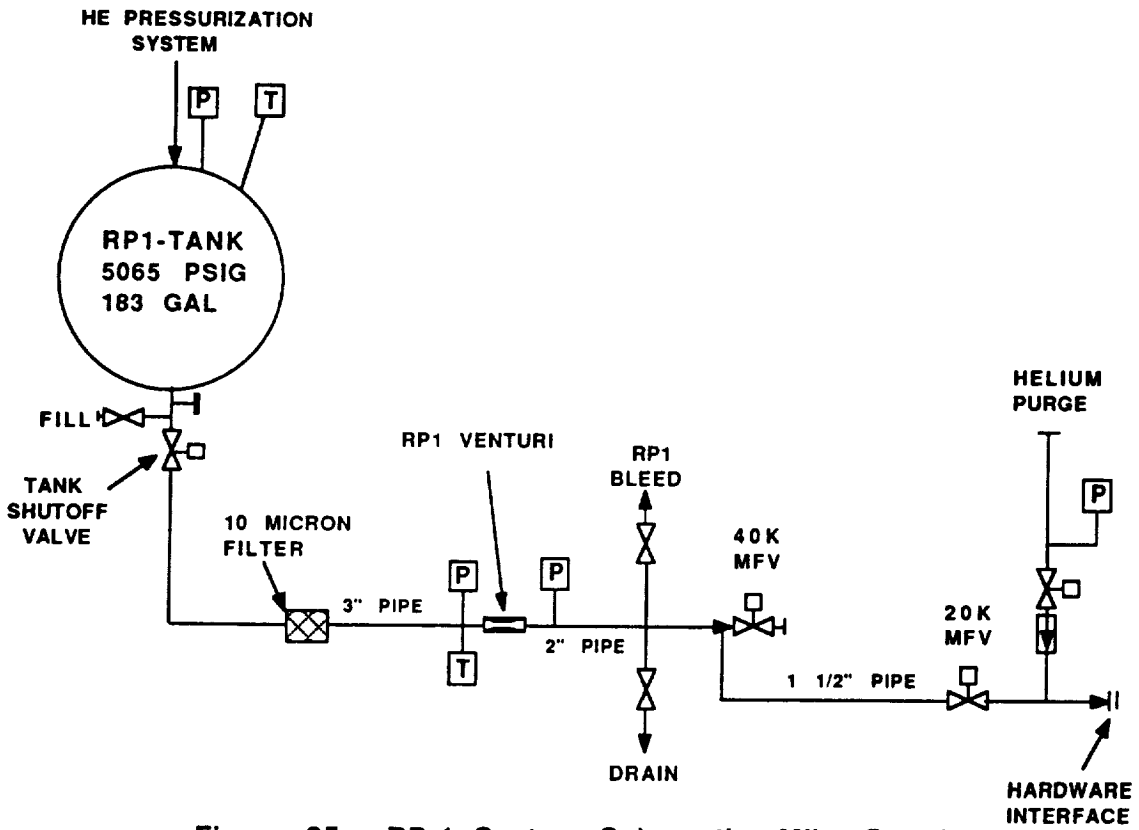 HE PRESSURIZATION
SYSTEM
P
T
RP1-TANK
5065 PSIG
183 GAL
FILL
TANK
SHUTOFF
VALVE
10 MICRON
FILTER
3" PIPE
P
T
RP1 VENTURI
P
2" PIPE
RP1
BLEED
DRAIN
40K
MFV
1 1/2" PIPE
20K
MFV
HELIUM
PURGE
P
HARDWARE
INTERFACE